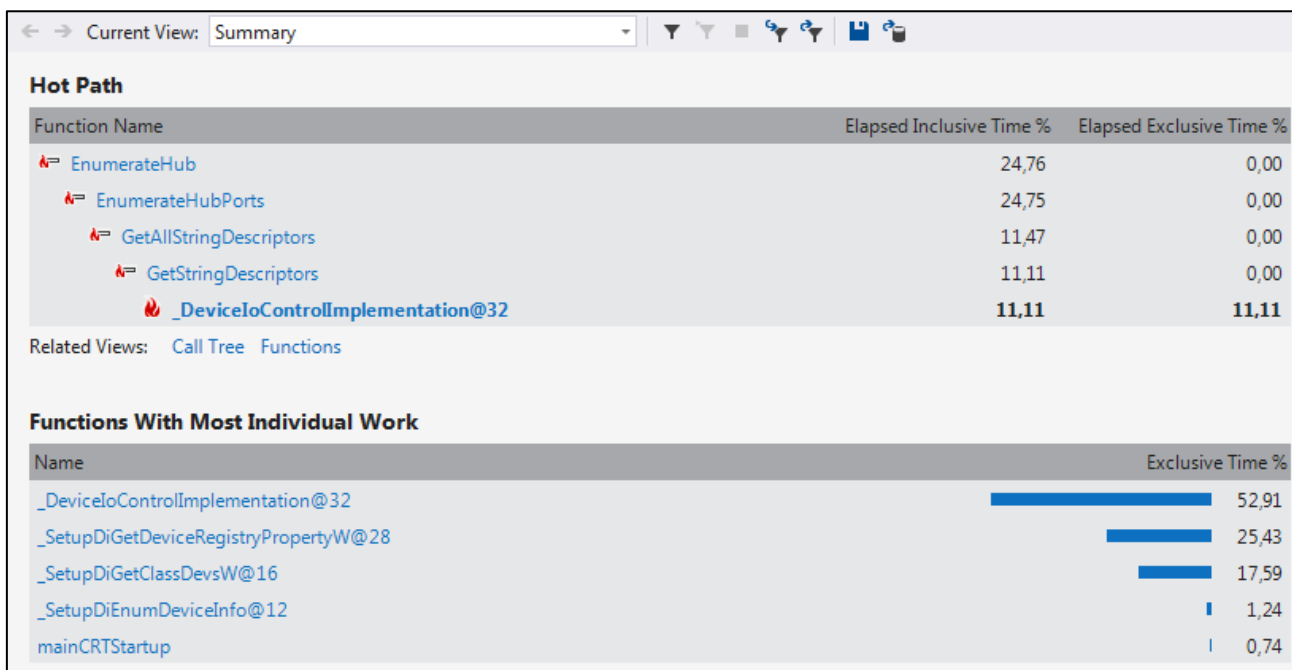 Current View: Summary
Hot Path
Function Name Elapsed Inclusive Time % Elapsed Exclusive Time %
EnumerateHub 24,76 0,00
EnumerateHubPorts 24,75 0,00
GetAllStringDescriptors 11,47 0,00
GetStringDescriptors 11,11 0,00
_DeviceIoControlImplementation@32 11,11 11,11
Related Views: Call Tree Functions
Functions With Most Individual Work
Name Exclusive Time %
_DeviceIoControlImplementation@32 52,91
_SetupDiGetDeviceRegistryPropertyW@28 25,43
_SetupDiGetClassDevsW@16 17,59
_SetupDiEnumDeviceInfo@12 1,24
mainCRTStartup 0,74